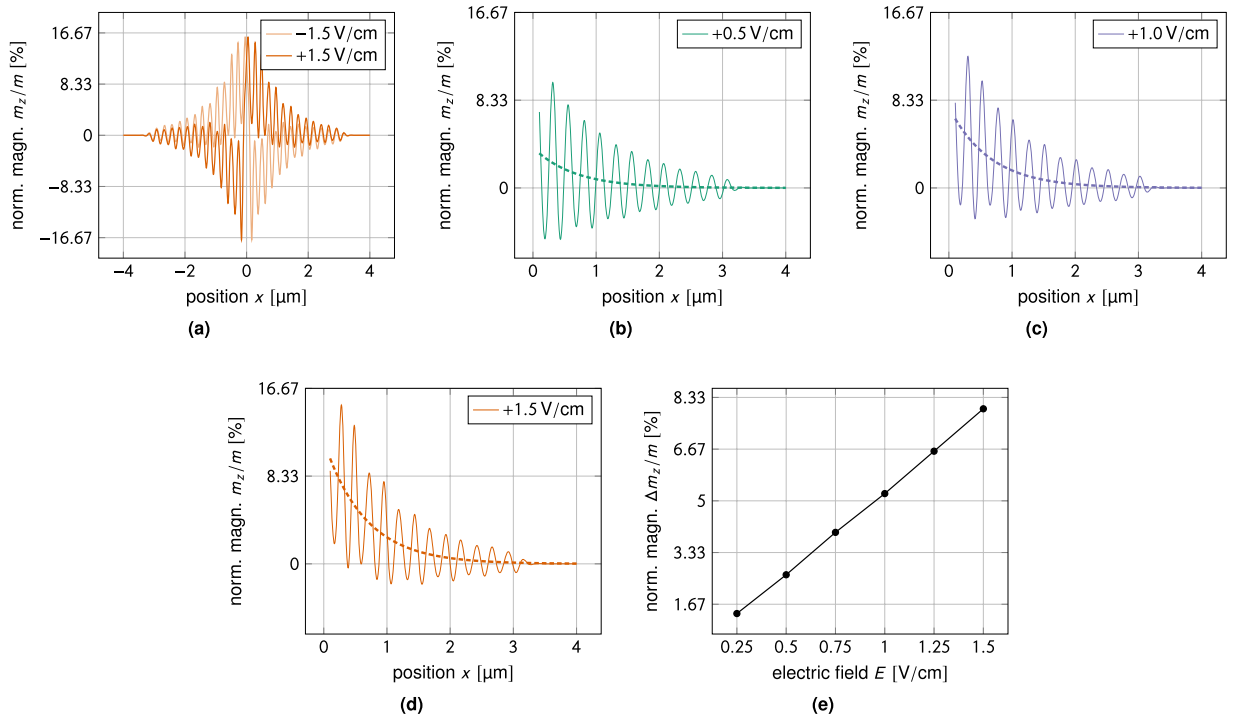 16.67
8.33
0
−8.33
−16.67
norm. magn. m_z/m [%]
−1.5 V/cm
+1.5 V/cm
−4
−2
0
2
4
position x [µm]
(a)
16.67
8.33
0
norm. magn. m_z/m [%]
+0.5 V/cm
0
1
2
3
4
position x [µm]
(b)
16.67
8.33
0
norm. magn. m_z/m [%]
+1.0 V/cm
0
1
2
3
4
position x [µm]
(c)
16.67
8.33
0
norm. magn. m_z/m [%]
+1.5 V/cm
0
1
2
3
4
position x [µm]
(d)
8.33
6.67
5
3.33
1.67
norm. magn. Δm_z/m [%]
0.25
0.5
0.75
1
1.25
1.5
electric field E [V/cm]
(e)